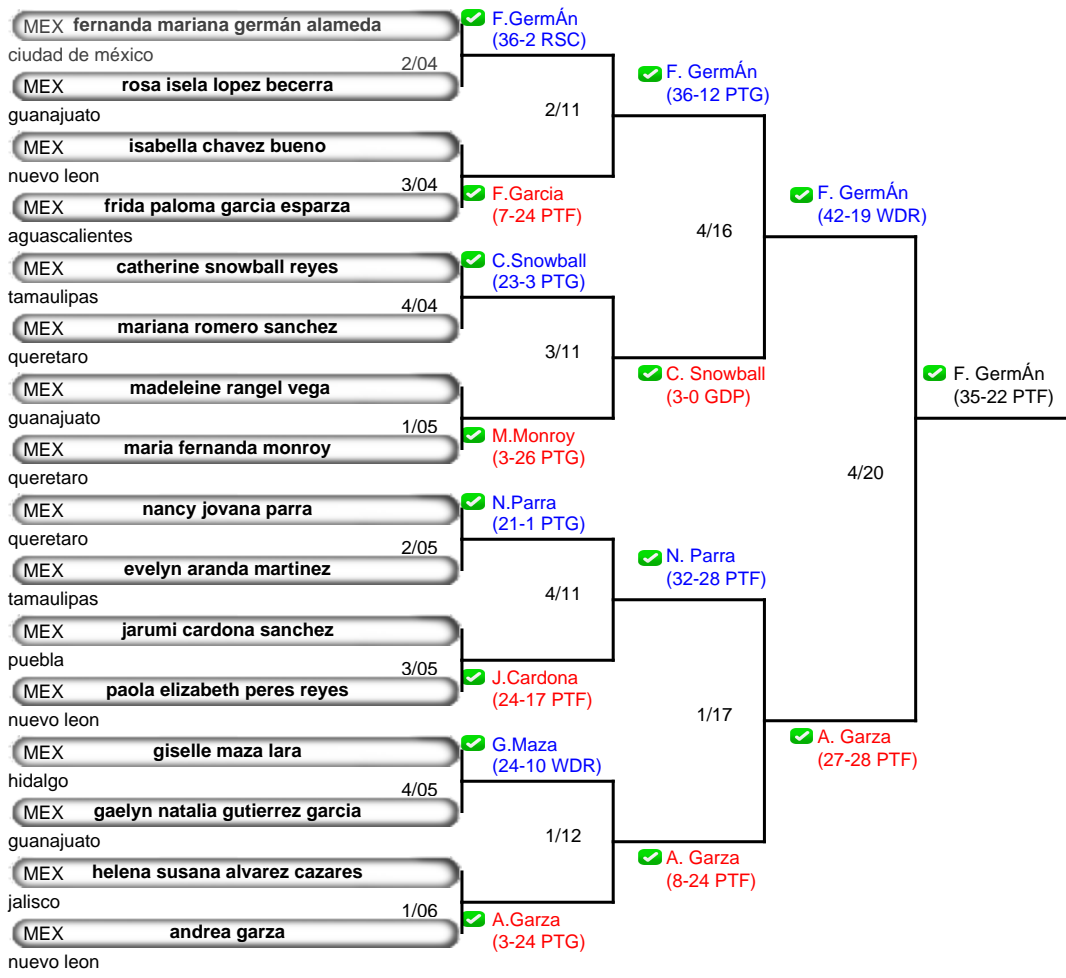 MEX fernanda mariana germán alameda
ciudad de méxico
2/04
MEX rosa isela lopez becerra
guanajuato
MEX isabella chavez bueno
nuevo leon
3/04
MEX frida paloma garcia esparza
aguascalientes
MEX catherine snowball reyes
tamaulipas
4/04
MEX mariana romero sanchez
queretaro
MEX madeleine rangel vega
guanajuato
1/05
MEX maria fernanda monroy
queretaro
MEX nancy jovana parra
queretaro
2/05
MEX evelyn aranda martinez
tamaulipas
MEX jarumi cardona sanchez
puebla
3/05
MEX paola elizabeth peres reyes
nuevo leon
MEX giselle maza lara
hidalgo
4/05
MEX gaelyn natalia gutierrez garcia
guanajuato
MEX helena susana alvarez cazares
jalisco
1/06
MEX andrea garza
nuevo leon
F.GermÁn
(36-2 RSC)
2/11
F.Garcia
(7-24 PTF)
C.Snowball
(23-3 PTG)
3/11
M.Monroy
(3-26 PTG)
N.Parra
(21-1 PTG)
4/11
J.Cardona
(24-17 PTF)
G.Maza
(24-10 WDR)
1/12
A.Garza
(3-24 PTG)
F. GermÁn
(36-12 PTG)
4/16
C. Snowball
(3-0 GDP)
N. Parra
(32-28 PTF)
1/17
A. Garza
(8-24 PTF)
F. GermÁn
(42-19 WDR)
4/20
A. Garza
(27-28 PTF)
F. GermÁn
(35-22 PTF)